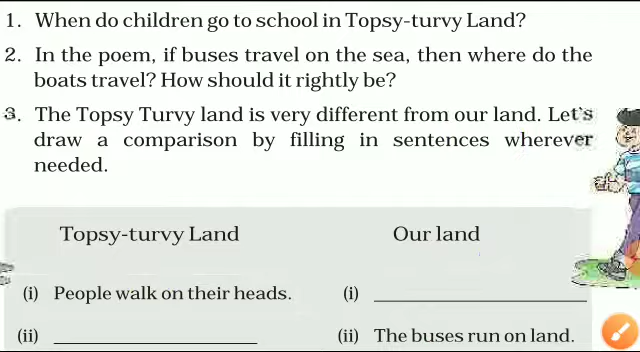 1. When do children go to school in Topsy-turvy Land?
2. In the poem, if buses travel on the sea, then where do the
boats travel? How should it rightly be?
3. The Topsy Turvy land is very different from our land. Let's
draw a comparison by filling in sentences wherever
needed.
Topsy-turvy Land Our land
(i) People walk on their heads. (i)
(ii) (ii) The buses run on land.